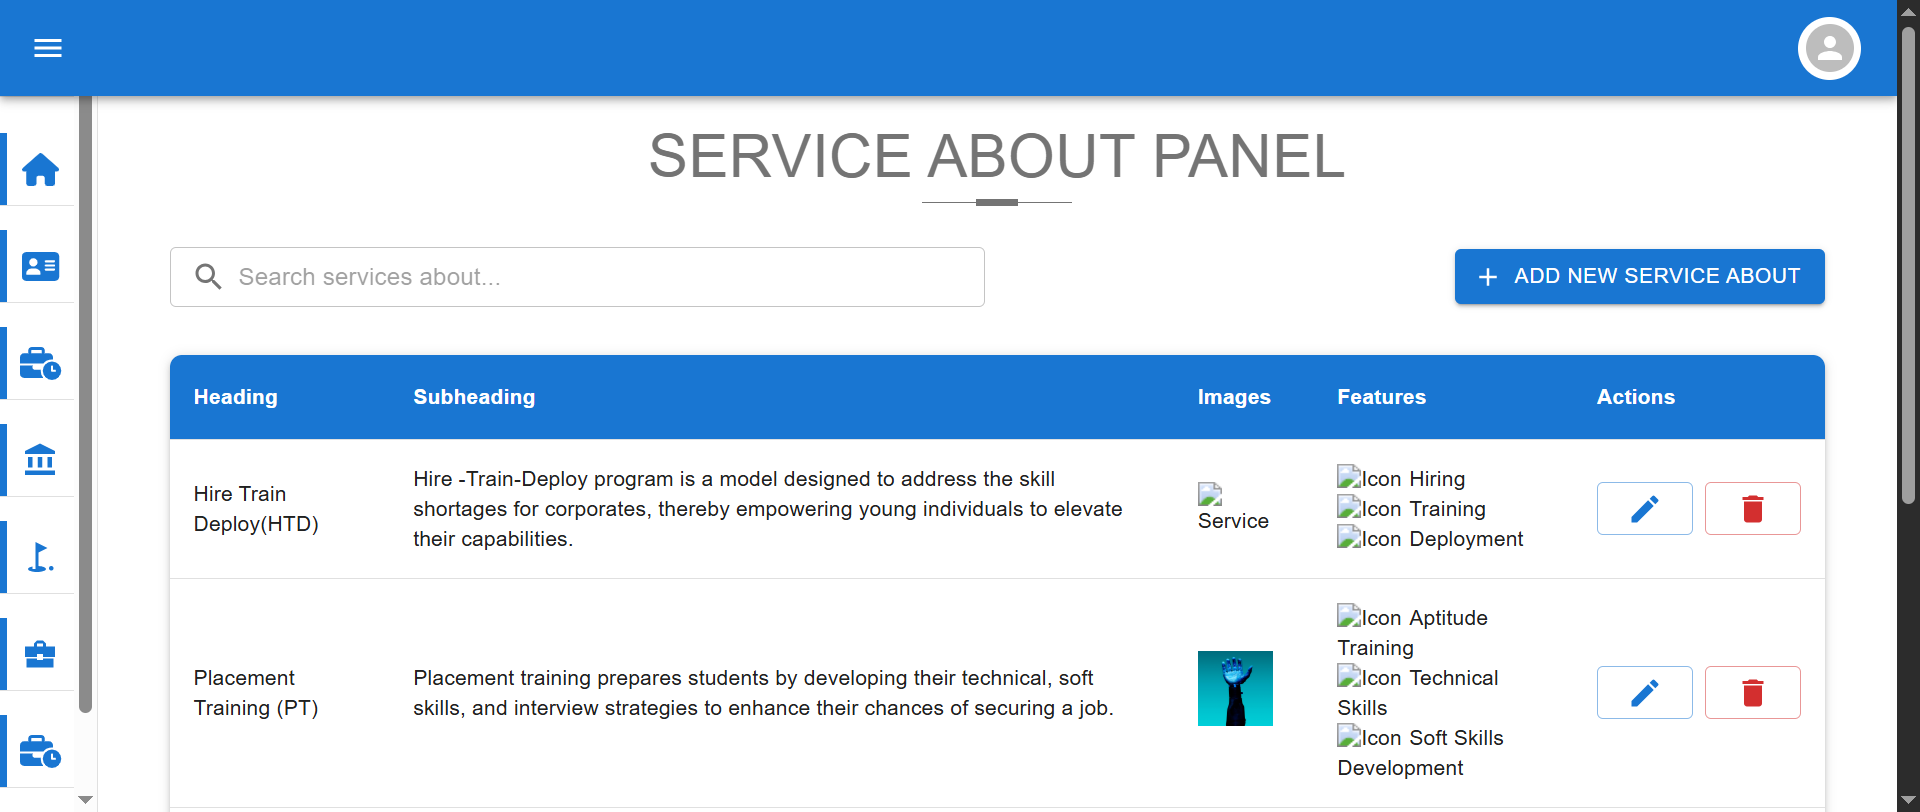 SERVICE ABOUT PANEL
Search services about...
ADD NEW SERVICE ABOUT
Heading
Subheading
Images
Features
Actions
Hire Train
Deploy(HTD)
Hire -Train-Deploy program is a model designed to address the skill
shortages for corporates, thereby empowering young individuals to elevate
their capabilities.
Service
Icon Hiring
Icon Training
Icon Deployment
Placement
Training (PT)
Placement training prepares students by developing their technical, soft
skills, and interview strategies to enhance their chances of securing a job.
Icon Aptitude
Training
Icon Technical
Skills
Icon Soft Skills
Development